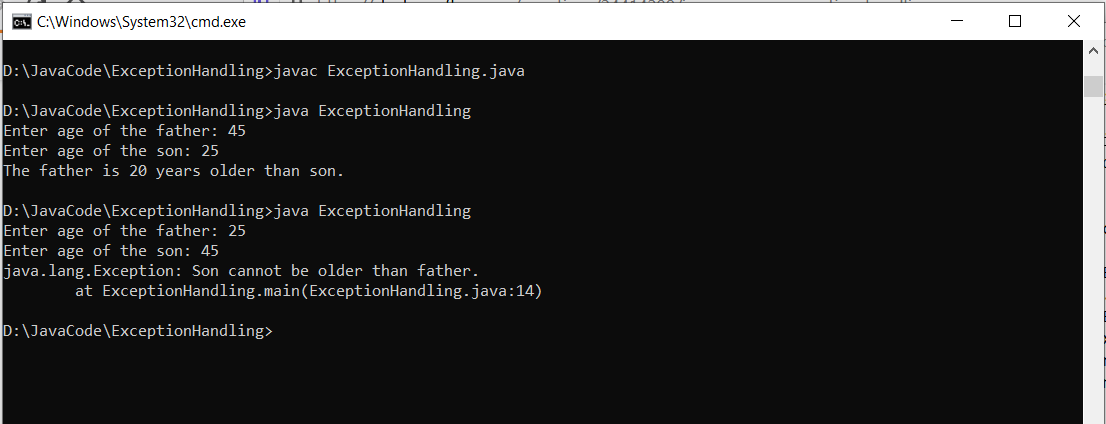 C:\Windows\System32\cmd.exe
D:\JavaCode\ExceptionHandling>javac ExceptionHandling.java
D:\JavaCode\ExceptionHandling>java ExceptionHandling
Enter age of the father: 45
Enter age of the son: 25
The father is 20 years older than son.
D:\JavaCode\ExceptionHandling>java ExceptionHandling
Enter age of the father: 25
Enter age of the son: 45
java.lang.Exception: Son cannot be older than father.
        at ExceptionHandling.main(ExceptionHandling.java:14)
D:\JavaCode\ExceptionHandling>